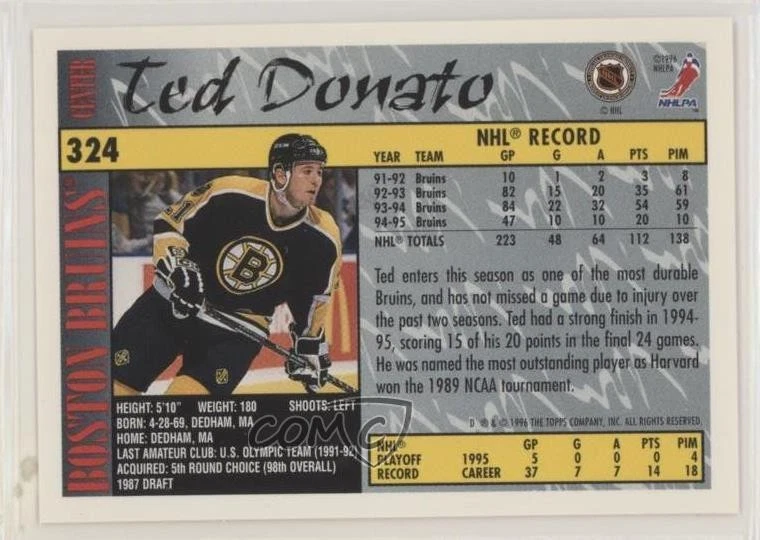 CENTER
Ted Donato
© NHL
©1996
NHLPA
NHLPA
324
NHL® RECORD
YEAR TEAM GP G A PTS PIM
91-92 Bruins 10 1 2 3 8
92-93 Bruins 82 15 20 35 61
93-94 Bruins 84 22 32 54 59
94-95 Bruins 47 10 10 20 10
NHL® TOTALS 223 48 64 112 138
BOSTON BRUINS™
B
Ted enters this season as one of the most durable
Bruins, and has not missed a game due to injury over
the past two seasons. Ted had a strong finish in 1994-
95, scoring 15 of his 20 points in the final 24 games.
He was named the most outstanding player as Harvard
won the 1989 NCAA tournament.
D ® & © 1996 THE TOPPS COMPANY, INC. ALL RIGHTS RESERVED.
HEIGHT: 5'10" WEIGHT: 180 SHOOTS: LEFT
BORN: 4-28-69, DEDHAM, MA
HOME: DEDHAM, MA
LAST AMATEUR CLUB: U.S. OLYMPIC TEAM (1991-92)
ACQUIRED: 5th ROUND CHOICE (98th OVERALL)
1987 DRAFT
COMC
NHL® GP G A PTS PIM
PLAYOFF 1995 5 0 0 0 4
RECORD CAREER 37 7 7 14 18